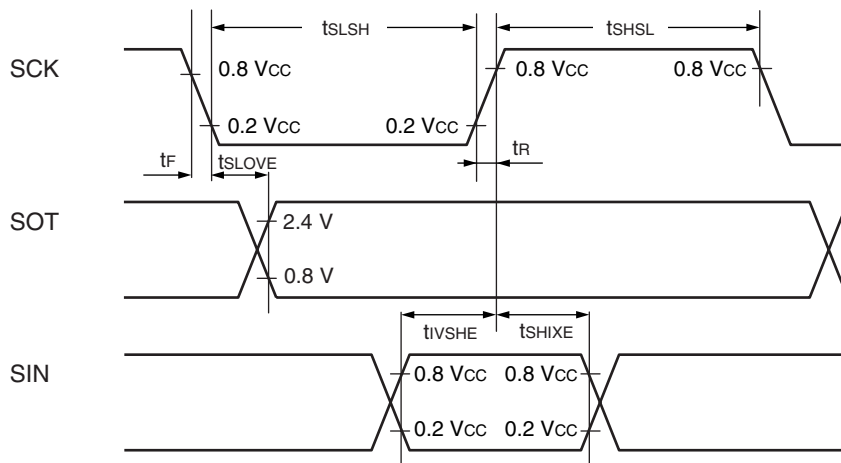 tSLSH tSHSL
SCK 0.8 VCC 0.8 VCC 0.8 VCC
0.2 VCC 0.2 VCC
tF tSLOVE tR
SOT 2.4 V
0.8 V
tIVSHE tSHIXE
SIN 0.8 VCC 0.8 VCC
0.2 VCC 0.2 VCC